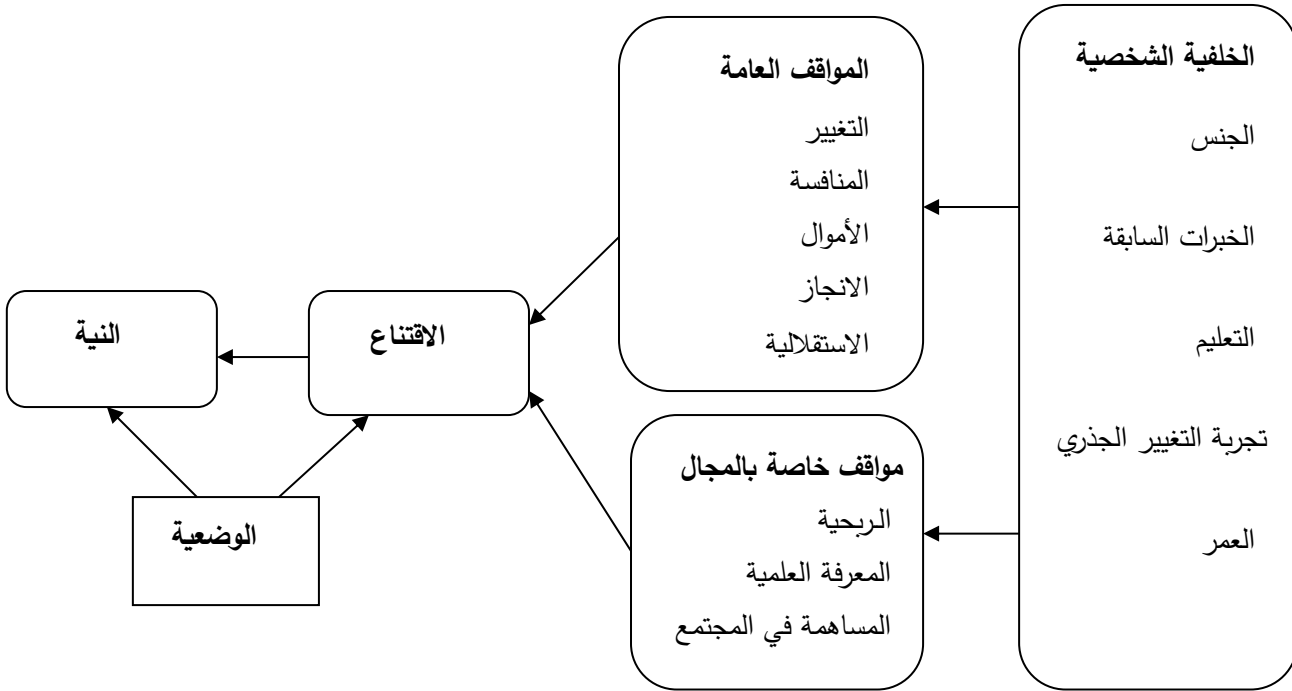 الخلفية الشخصية
الجنس
الخبرات السابقة
التعليم
تجربة التغيير الجذري
العمر
المواقف العامة
التغيير
المنافسة
الأموال
الانجاز
الاستقلالية
مواقف خاصة بالمجال
الربحية
المعرفة العلمية
المساهمة في المجتمع
الاقتناع
النية
الوضعية